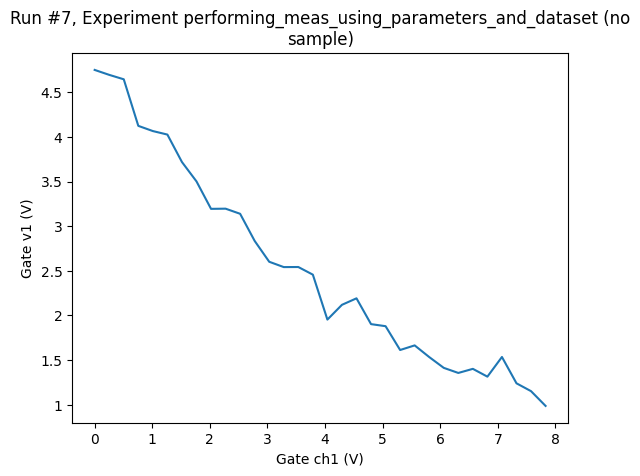 Run #7, Experiment performing_meas_using_parameters_and_dataset (no
sample)
4.5
4
3.5
3
2.5
2
1.5
1
Gate v1 (V)
0 1 2 3 4 5 6 7 8
Gate ch1 (V)